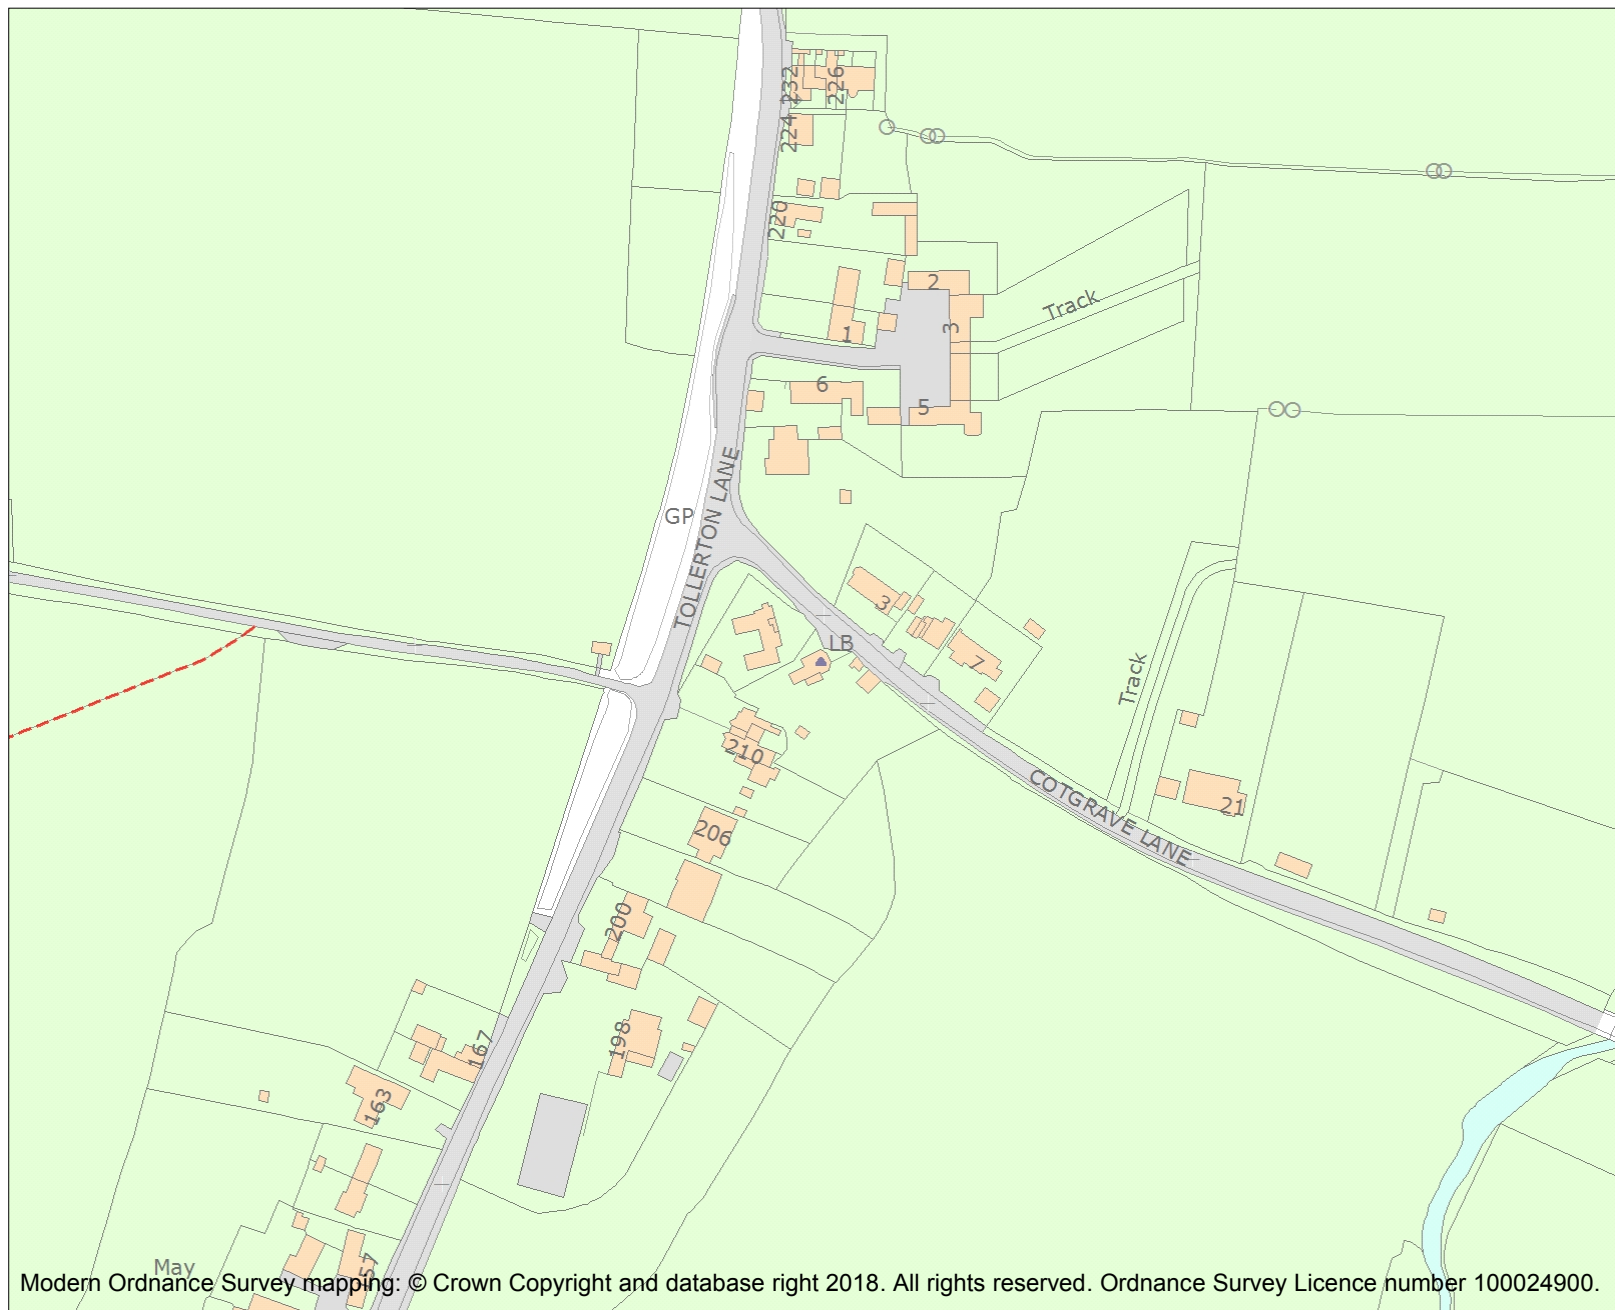 232
226
224
220
2
Track
3
1
6
5
TOLLERTON LANE
GP
3
LB
7
Track
210
COTGRAVE LANE
21
206
200
198
167
163
May
57
Modern Ordnance Survey mapping: © Crown Copyright and database right 2018. All rights reserved. Ordnance Survey Licence number 100024900.